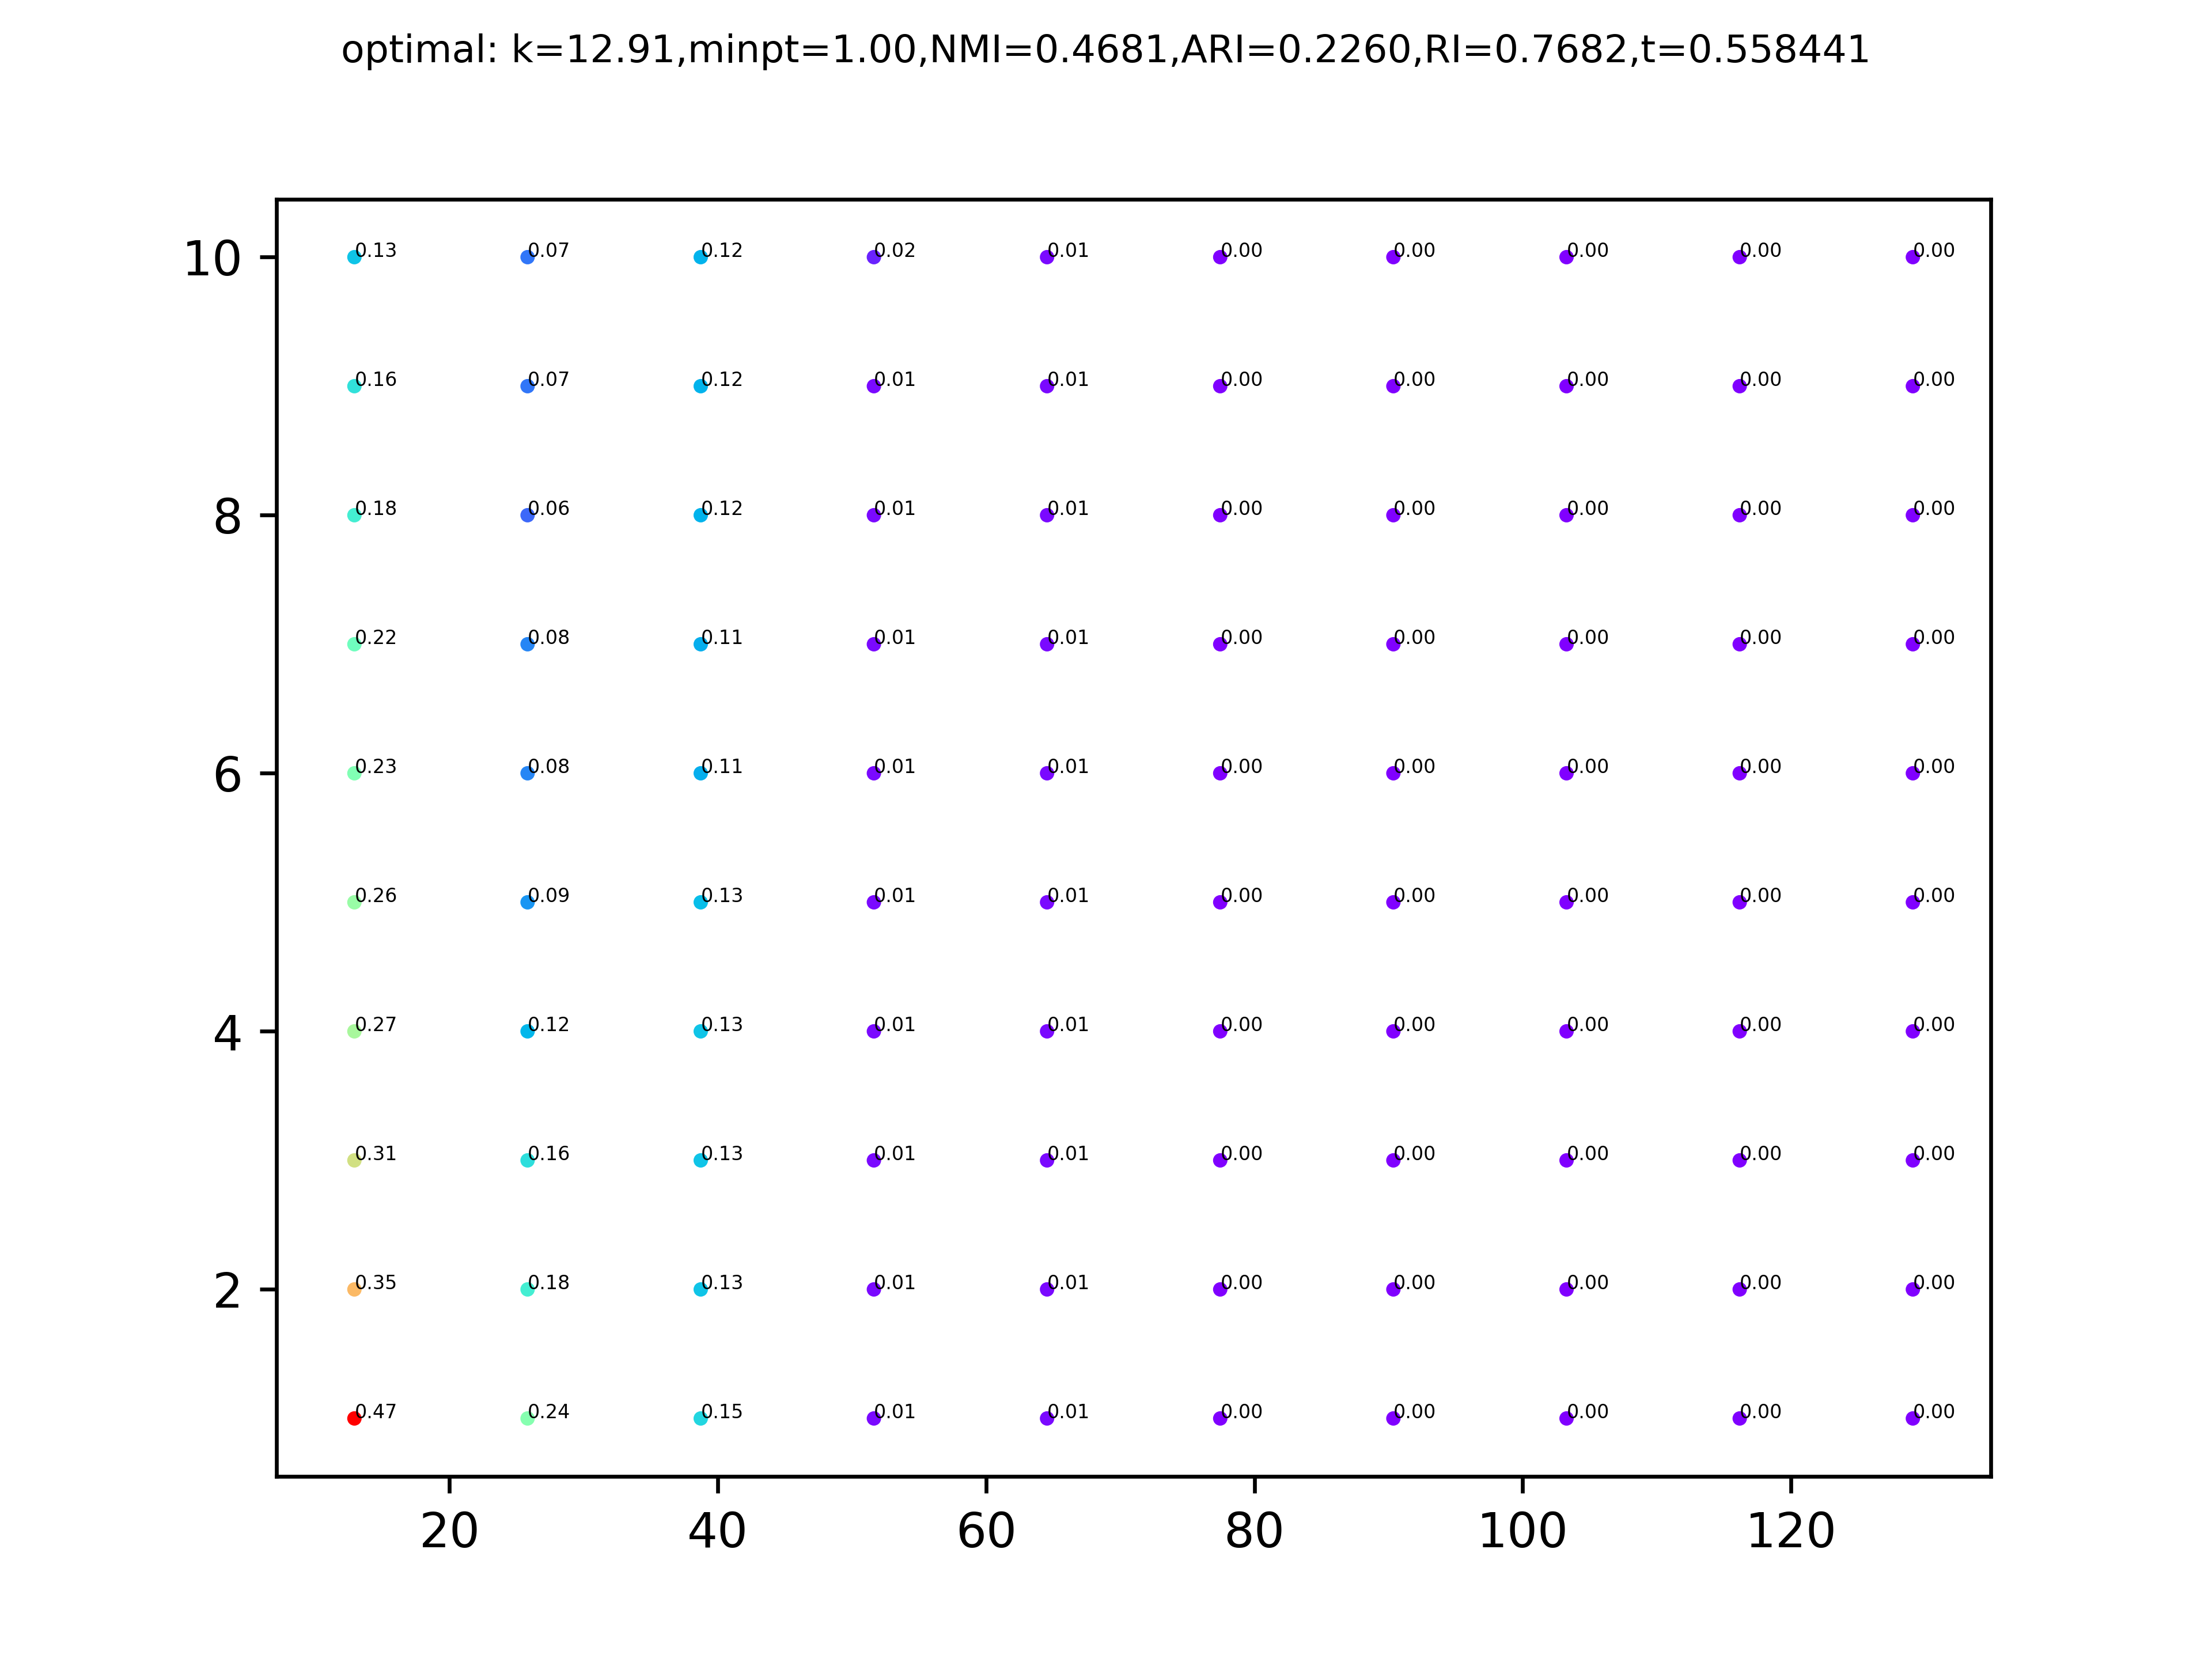 optimal: k=12.91,minpt=1.00,NMI=0.4681,ARI=0.2260,RI=0.7682,t=0.558441
10 0.13 0.07 0.12 0.02 0.01 0.00 0.00 0.00 0.00 0.00
0.16 0.07 0.12 0.01 0.01 0.00 0.00 0.00 0.00 0.00
8 0.18 0.06 0.12 0.01 0.01 0.00 0.00 0.00 0.00 0.00
0.22 0.08 0.11 0.01 0.01 0.00 0.00 0.00 0.00 0.00
6 0.23 0.08 0.11 0.01 0.01 0.00 0.00 0.00 0.00 0.00
0.26 0.09 0.13 0.01 0.01 0.00 0.00 0.00 0.00 0.00
4 0.27 0.12 0.13 0.01 0.01 0.00 0.00 0.00 0.00 0.00
0.31 0.16 0.13 0.01 0.01 0.00 0.00 0.00 0.00 0.00
2 0.35 0.18 0.13 0.01 0.01 0.00 0.00 0.00 0.00 0.00
0.47 0.24 0.15 0.01 0.01 0.00 0.00 0.00 0.00 0.00
20 40 60 80 100 120